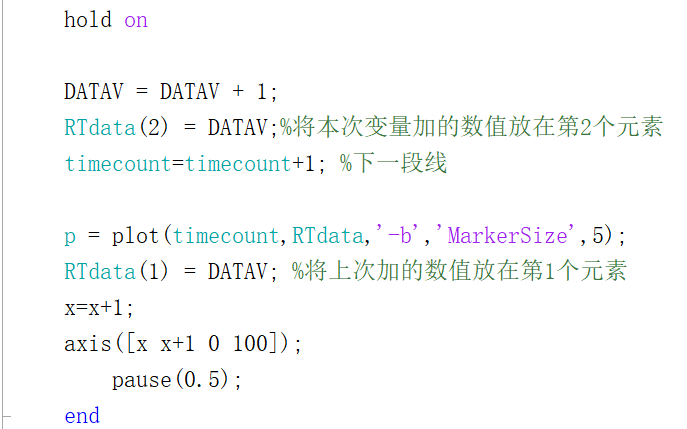 hold on
DATAV = DATAV + 1;
RTdata(2) = DATAV;%将本次变量加的数值放在第2个元素
timecount=timecount+1; %下一段线
p = plot(timecount,RTdata,'-b','MarkerSize',5);
RTdata(1) = DATAV; %将上次加的数值放在第1个元素
x=x+1;
axis([x x+1 0 100]);
pause(0.5);
end